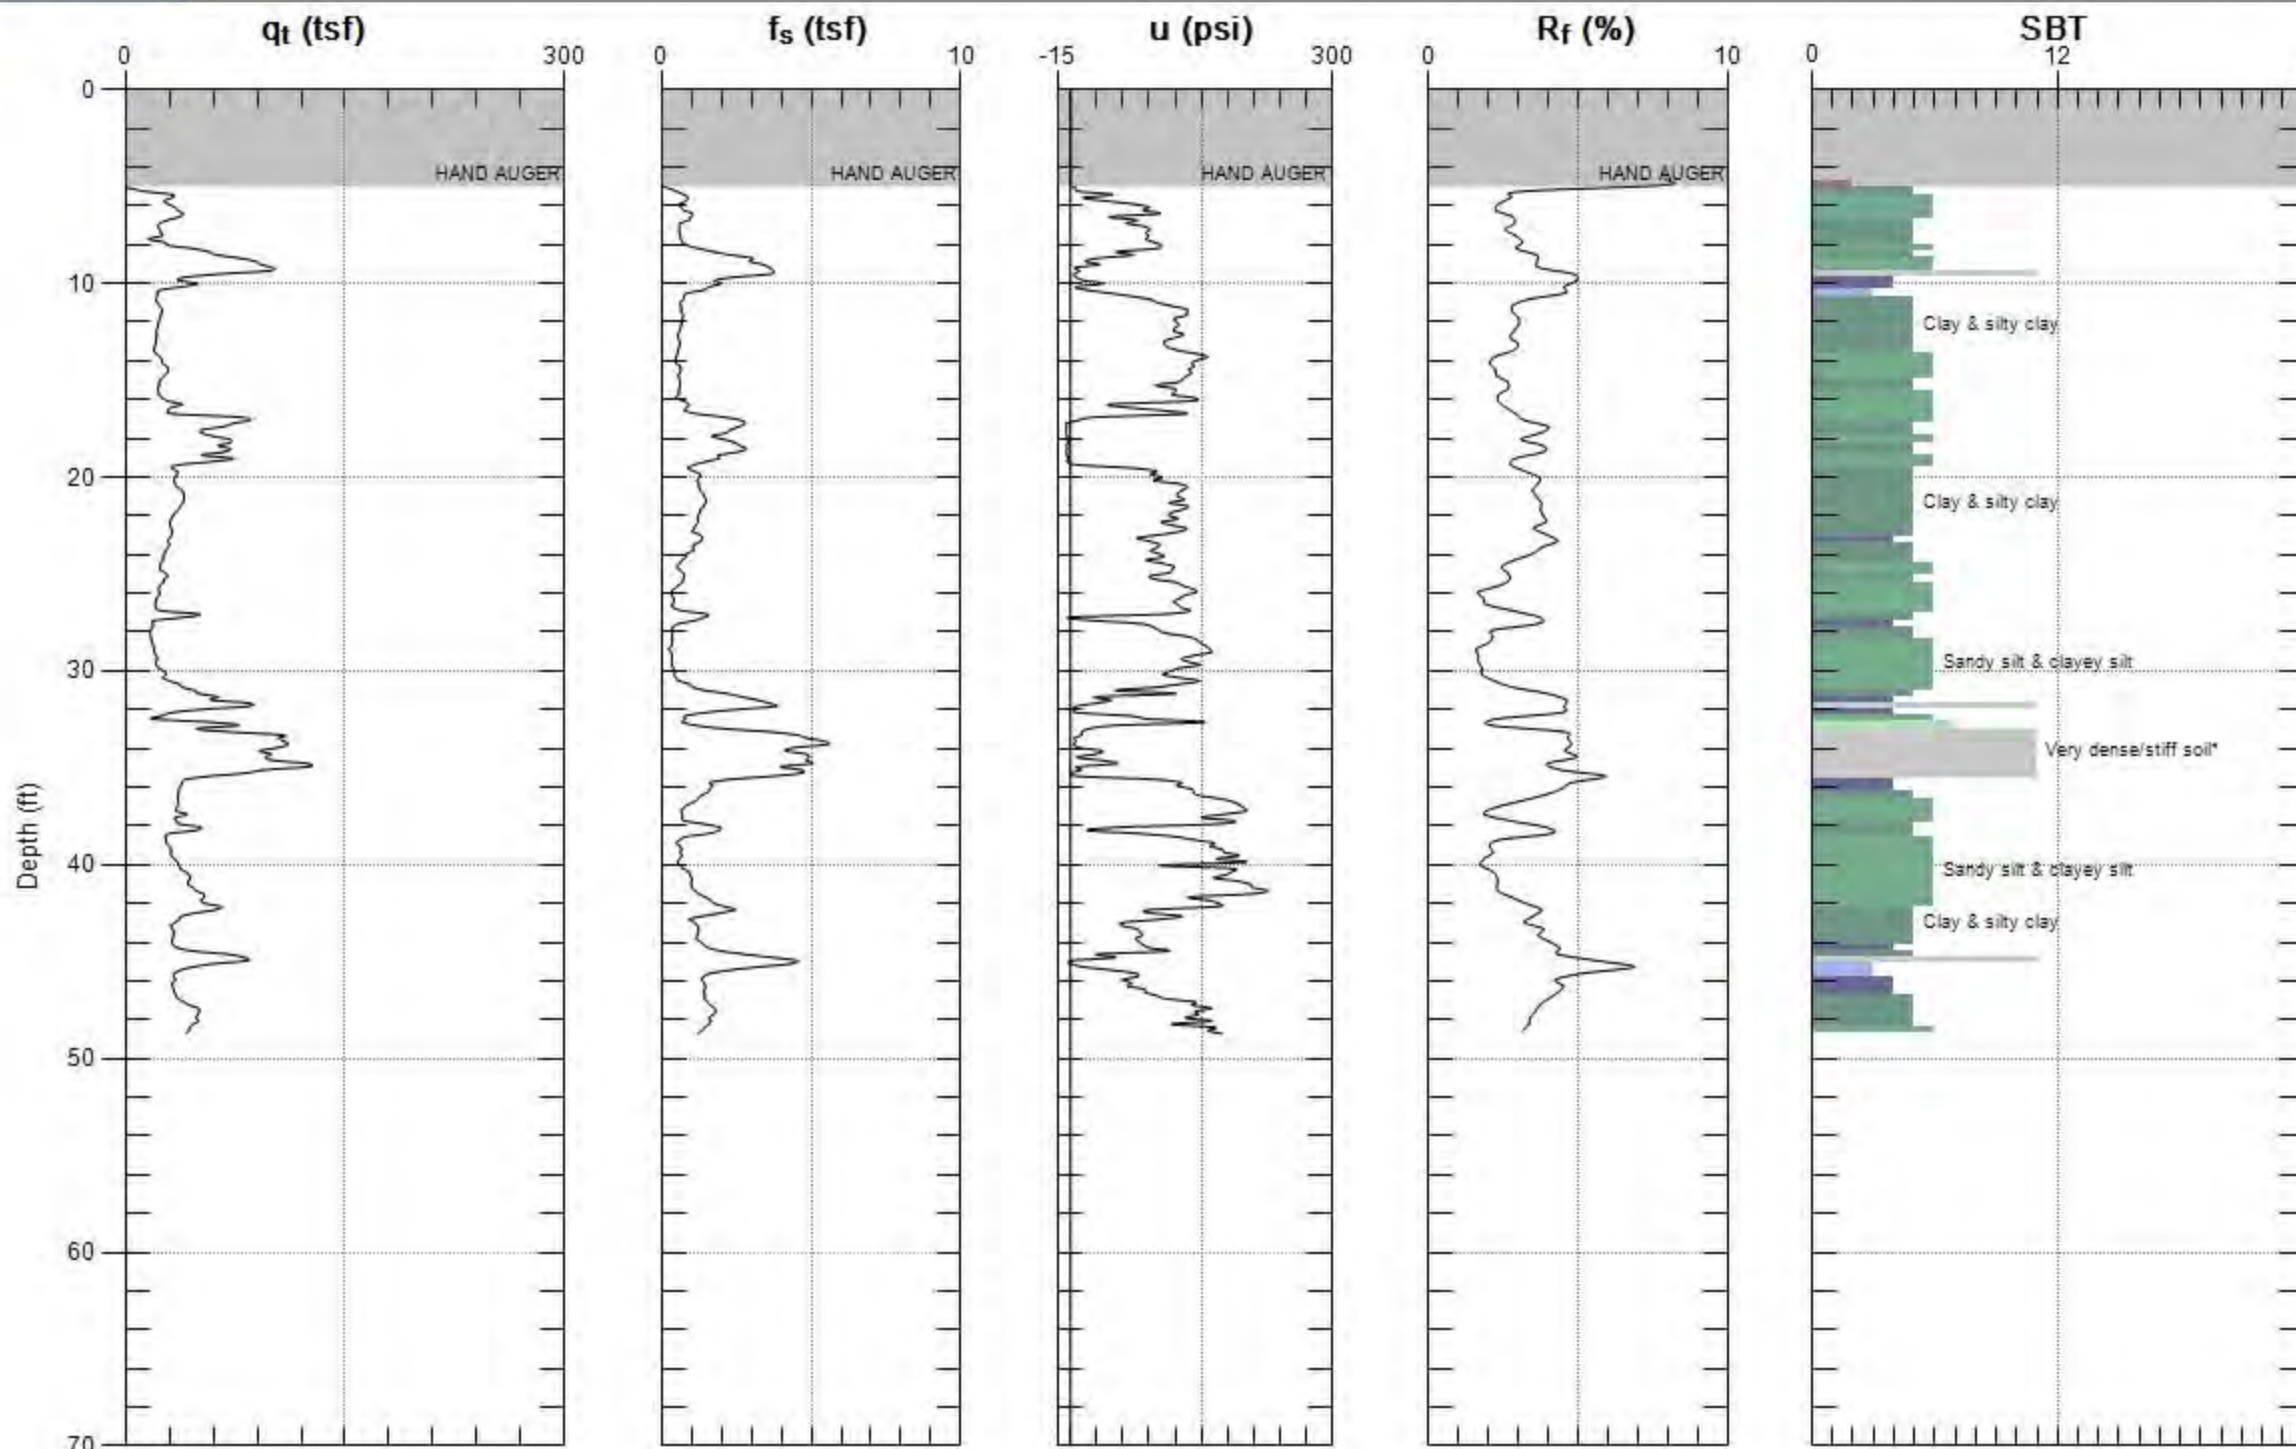 qt (tsf) fs (tsf) u (psi) Rf (%) SBT
0 300 0 10 -15 300 0 10 0 12
0
HAND AUGER HAND AUGER HAND AUGER HAND AUGER
10
Clay & silty clay
20
Clay & silty clay
30
Sandy silt & clayey silt
Very dense/stiff soil*
Depth (ft)
40
Sandy silt & clayey silt
Clay & silty clay
50
60
70